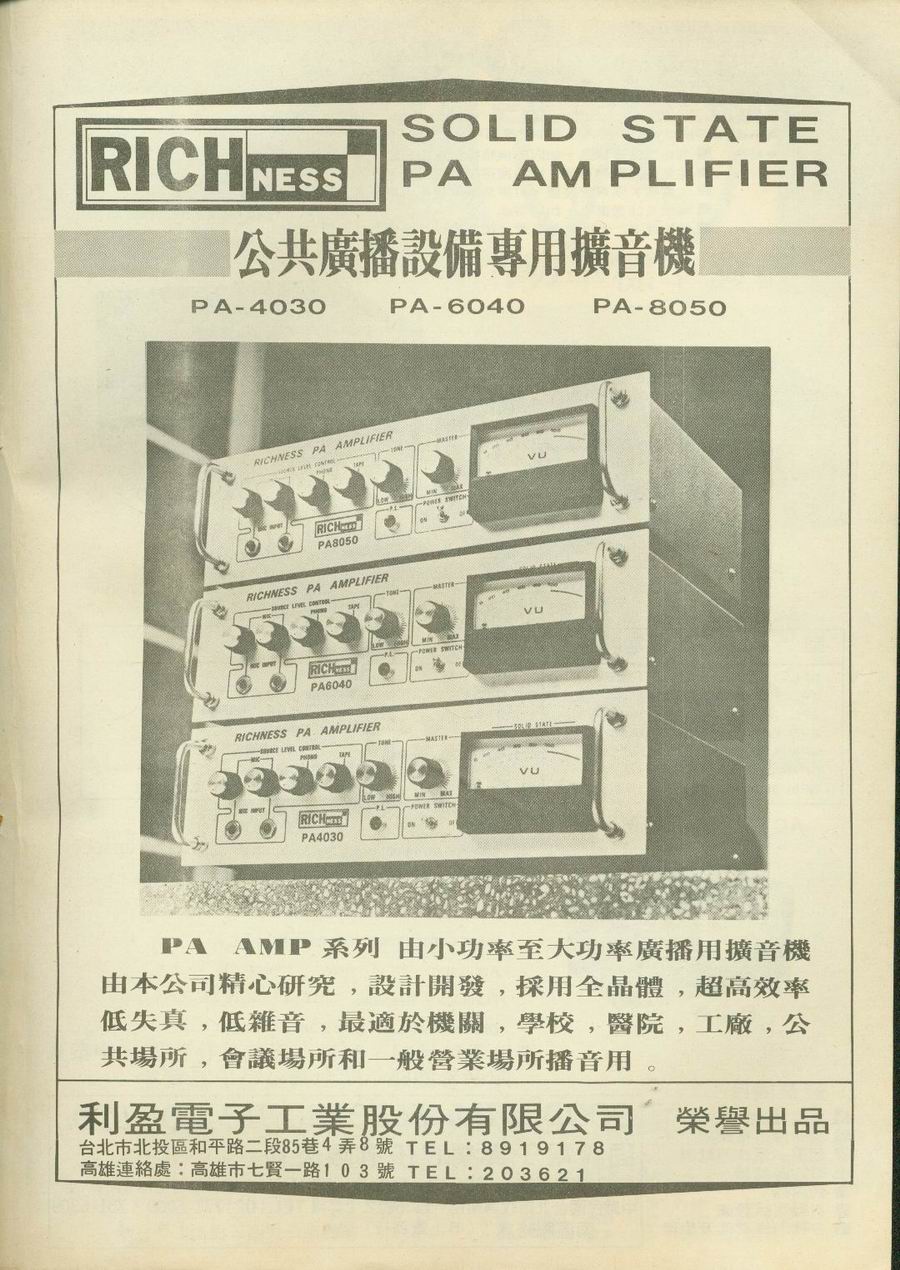 RICHNESS
SOLID STATE
PA AMPLIFIER
公共廣播設備專用擴音機
PA-4030 PA-6040 PA-8050
RICHNESS PA AMPLIFIER
SOURCE LEVEL CONTROL
PHONO TAPE TONE MASTER
LOW HIGH MIN MAX
VU
MIC INPUT
P.L. POWER SWITCH
ON OF
RICHNESS
PA8050
RICHNESS PA AMPLIFIER
SOLID STATE
SOURCE LEVEL CONTROL
MIC PHONO TAPE TONE MASTER
LOW HIGH MIN MAX
VU
MIC INPUT
P.L. POWER SWITCH
ON OF
RICHNESS
PA6040
RICHNESS PA AMPLIFIER
SOLID STATE
SOURCE LEVEL CONTROL
MIC PHONO TAPE TONE MASTER
LOW HIGH MIN MAX
VU
MIC INPUT
P.L. POWER SWITCH
ON OF
RICHNESS
PA4030
PA AMP 系列 由小功率至大功率廣播用擴音機
由本公司精心研究,設計開發,採用全晶體,超高效率
低失真,低雜音,最適於機關,學校,醫院,工廠,公
共場所,會議場所和一般營業場所播音用。
利盈電子工業股份有限公司 榮譽出品
台北市北投區和平路二段85巷4弄8號 TEL:8919178
高雄連絡處:高雄市七賢一路103號 TEL:203621